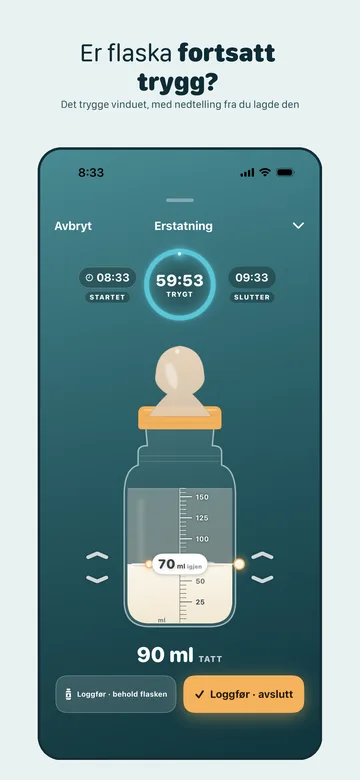 Er flaska fortsatt
trygg?
Det trygge vinduet, med nedtelling fra du lagde den
8:33
Avbryt
Erstatning
08:33
STARTET
59:53
TRYGT
09:33
SLUTTER
150
125
100
70 ml igjen
50
25
ml
90 ml TATT
Loggfør · behold flasken
Loggfør · avslutt